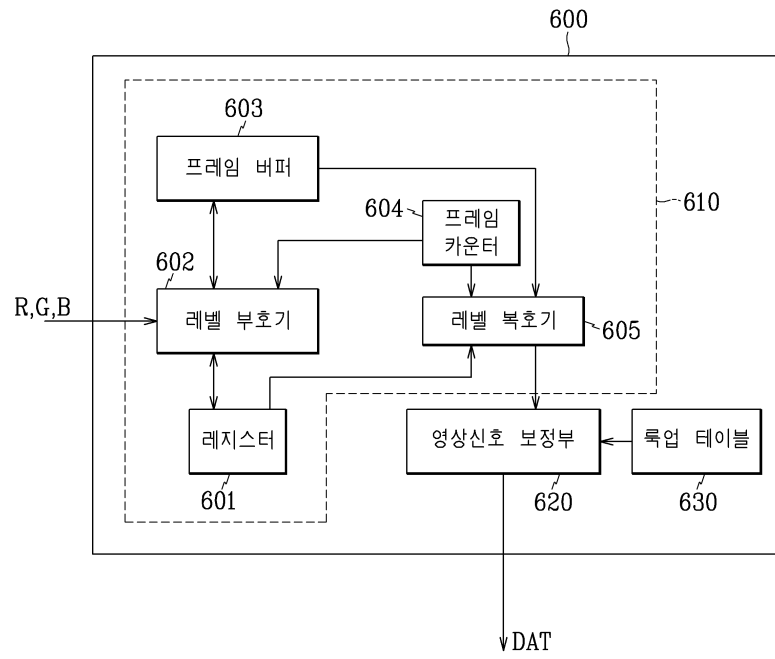 600
603
프레임 버퍼
604
프레임
카운터
610
602
R,G,B
레벨 부호기
레벨 복호기
605
레지스터
601
영상신호 보정부
룩업 테이블
620
630
DAT